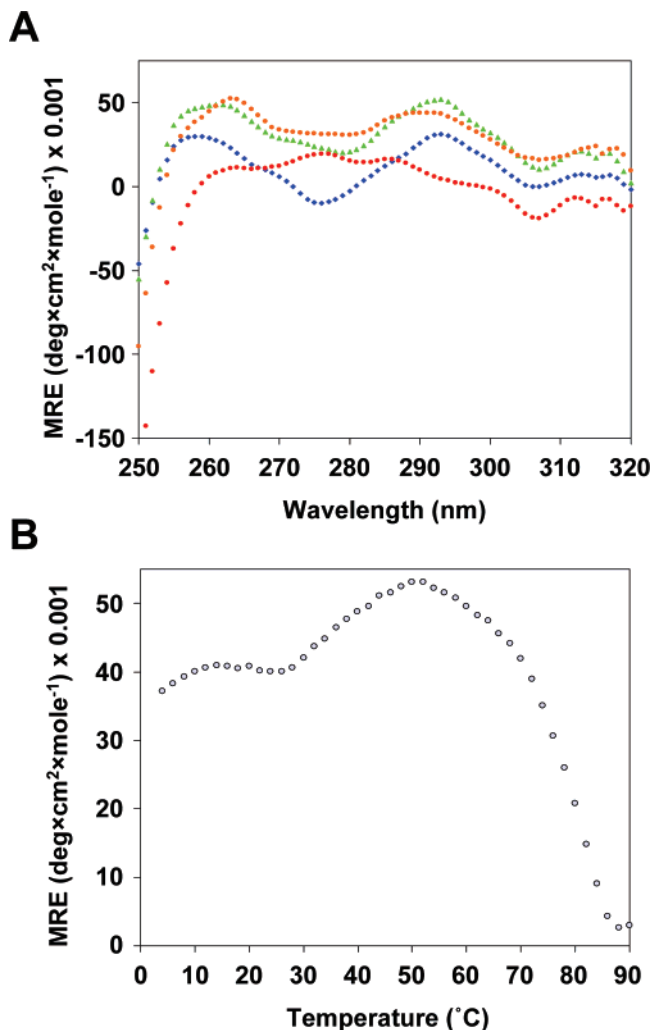 A
MRE (deg×cm²×mole⁻¹) x 0.001
50
0
-50
-100
-150
250 260 270 280 290 300 310 320
Wavelength (nm)
B
MRE (deg×cm²×mole⁻¹) x 0.001
50
40
30
20
10
0
0 10 20 30 40 50 60 70 80 90
Temperature (˚C)